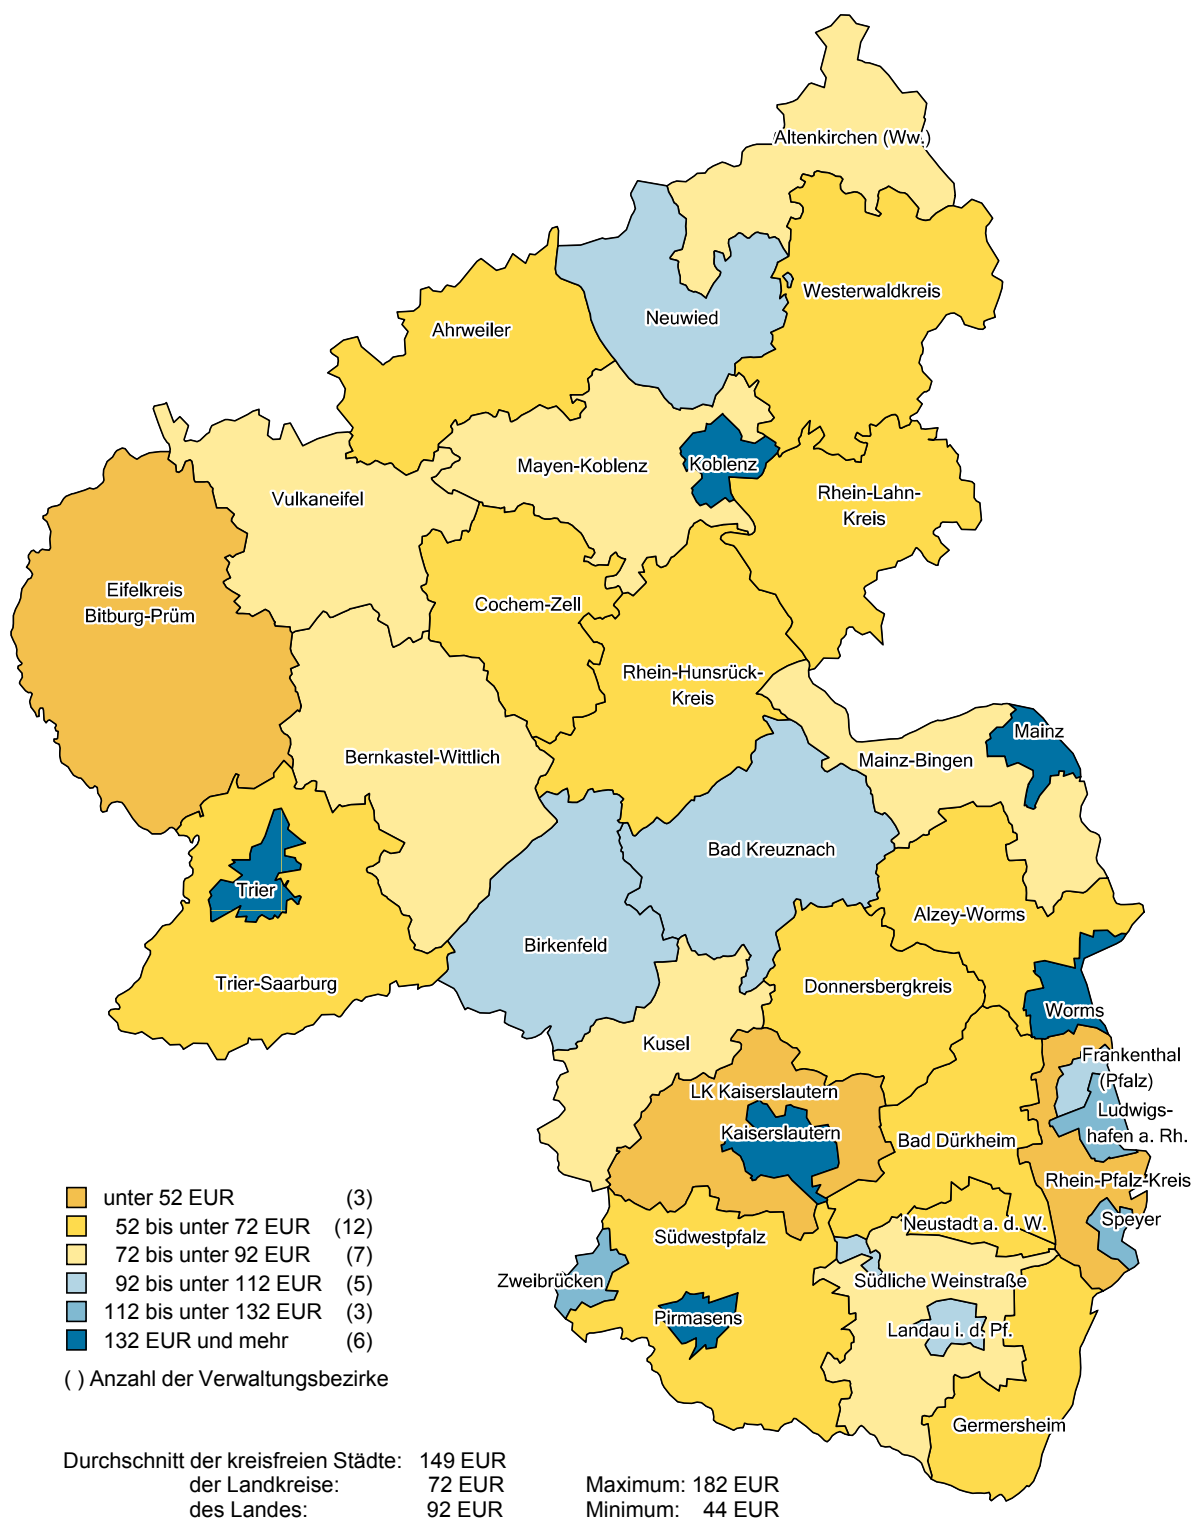 Altenkirchen (Ww.)
Westerwaldkreis
Neuwied
Ahrweiler
Mayen-Koblenz
Koblenz
Rhein-Lahn-
Kreis
Vulkaneifel
Eifelkreis
Bitburg-Prüm
Cochem-Zell
Rhein-Hunsrück-
Kreis
Mainz
Mainz-Bingen
Bernkastel-Wittlich
Bad Kreuznach
Trier
Alzey-Worms
Birkenfeld
Trier-Saarburg
Donnersbergkreis
Worms
Kusel
Frankenthal
(Pfalz)
LK Kaiserslautern
Ludwigs-
hafen a. Rh.
Kaiserslautern
Bad Dürkheim
Rhein-Pfalz-Kreis
Speyer
Neustadt a. d. W.
Südwestpfalz
Zweibrücken
Südliche Weinstraße
Pirmasens
Landau i. d. Pf.
Germersheim
unter 52 EUR (3)
52 bis unter 72 EUR (12)
72 bis unter 92 EUR (7)
92 bis unter 112 EUR (5)
112 bis unter 132 EUR (3)
132 EUR und mehr (6)
( ) Anzahl der Verwaltungsbezirke
Durchschnitt der kreisfreien Städte: 149 EUR
der Landkreise: 72 EUR Maximum: 182 EUR
des Landes: 92 EUR Minimum: 44 EUR